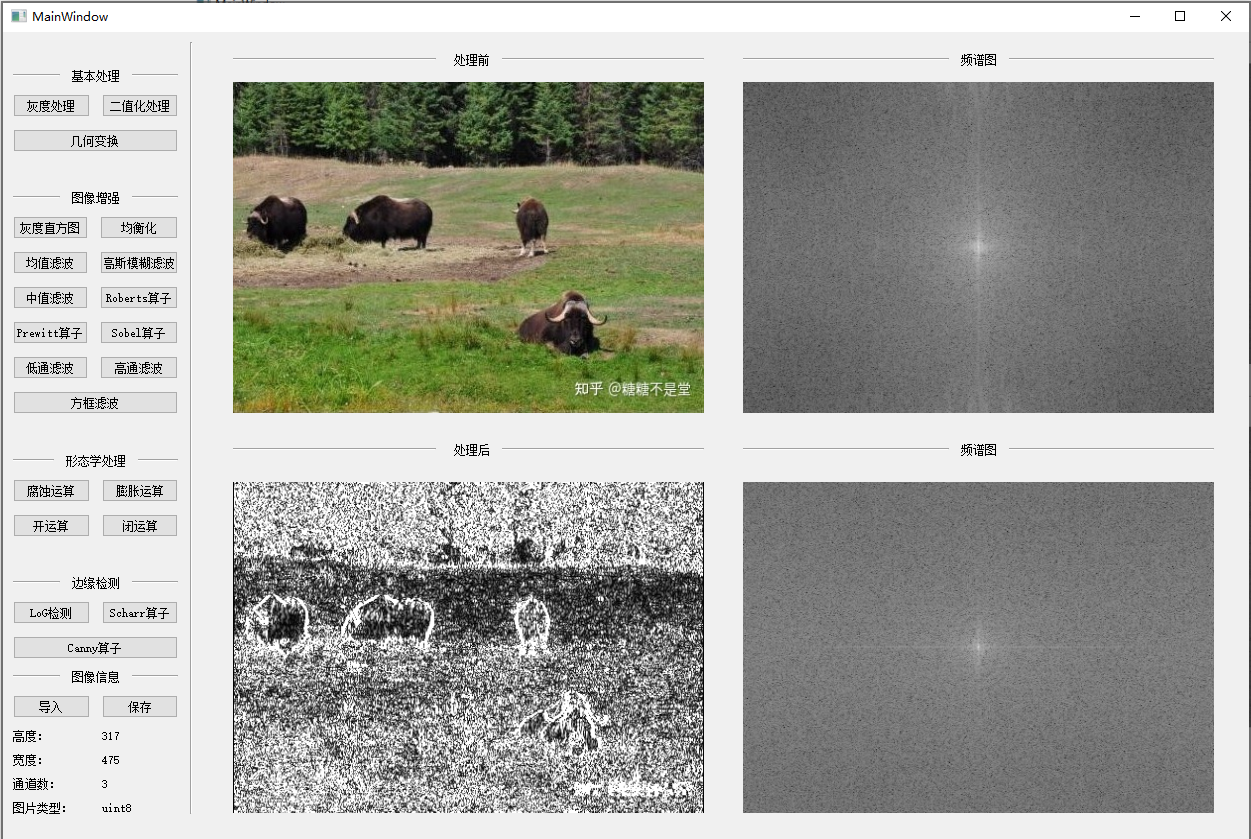 MainWindow
基本处理
灰度处理 二值化处理
几何变换
图像增强
灰度直方图 均衡化
均值滤波 高斯模糊滤波
中值滤波 Roberts算子
Prewitt算子 Sobel算子
低通滤波 高通滤波
方框滤波
形态学处理
腐蚀运算 膨胀运算
开运算 闭运算
边缘检测
LoG检测 Scharr算子
Canny算子
图像信息
导入 保存
高度: 317
宽度: 475
通道数: 3
图片类型: uint8
处理前
知乎 @糖糖不是堂
频谱图
处理后
频谱图